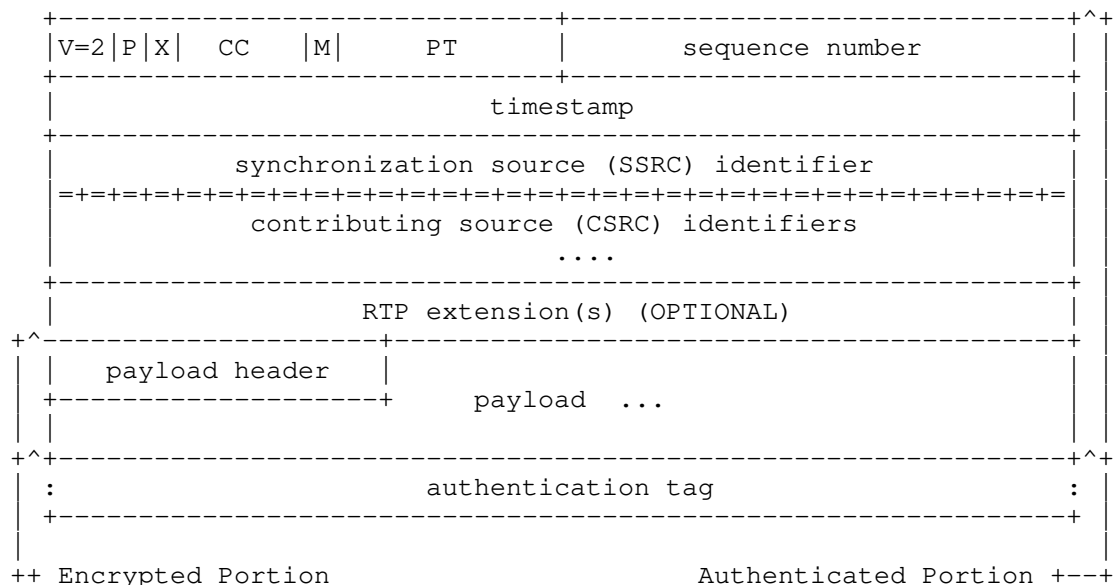 +-------------------------------+-------------------------------+^+
|V=2|P|X|  CC   |M|     PT      |       sequence number         | |
+-------------------------------+-------------------------------+ |
|                           timestamp                           | |
+---------------------------------------------------------------+ |
|           synchronization source (SSRC) identifier            | |
|=+=+=+=+=+=+=+=+=+=+=+=+=+=+=+=+=+=+=+=+=+=+=+=+=+=+=+=+=+=+=+=| |
|            contributing source (CSRC) identifiers             | |
|                               ....                            | |
+---------------------------------------------------------------+ |
|                   RTP extension(s) (OPTIONAL)                 | |
+^---------------------+------------------------------------------+ |
| |   payload header   |                                          | |
| +--------------------+     payload  ...                         | |
| |                                                               | |
+^+---------------------------------------------------------------+^+
| :                       authentication tag                      : |
| +---------------------------------------------------------------+ |
|                                                                   |
++ Encrypted Portion                       Authenticated Portion +--+